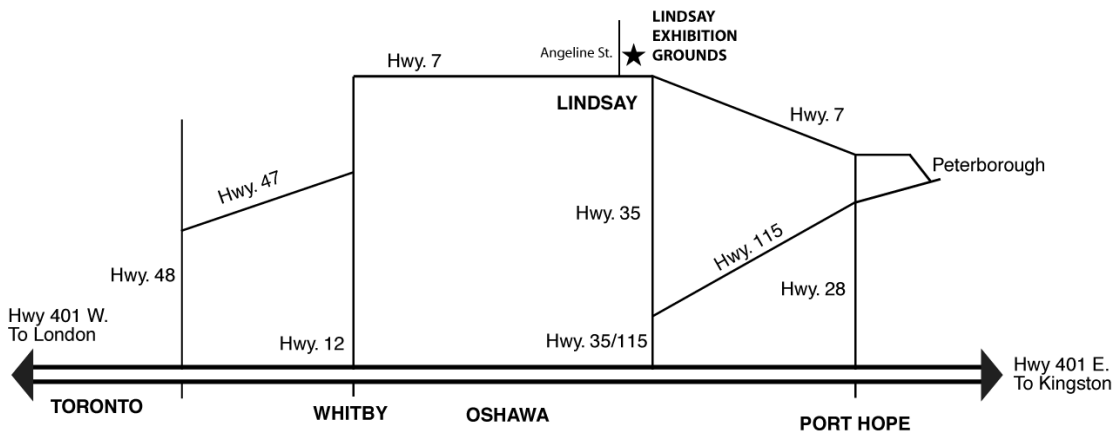 LINDSAY
EXHIBITION
GROUNDS
Angeline St.
Hwy. 7
LINDSAY
Hwy. 7
Peterborough
Hwy. 47
Hwy. 35
Hwy. 115
Hwy. 48
Hwy. 28
Hwy 401 W.
To London
Hwy. 12
Hwy. 35/115
Hwy 401 E.
To Kingston
TORONTO
WHITBY
OSHAWA
PORT HOPE